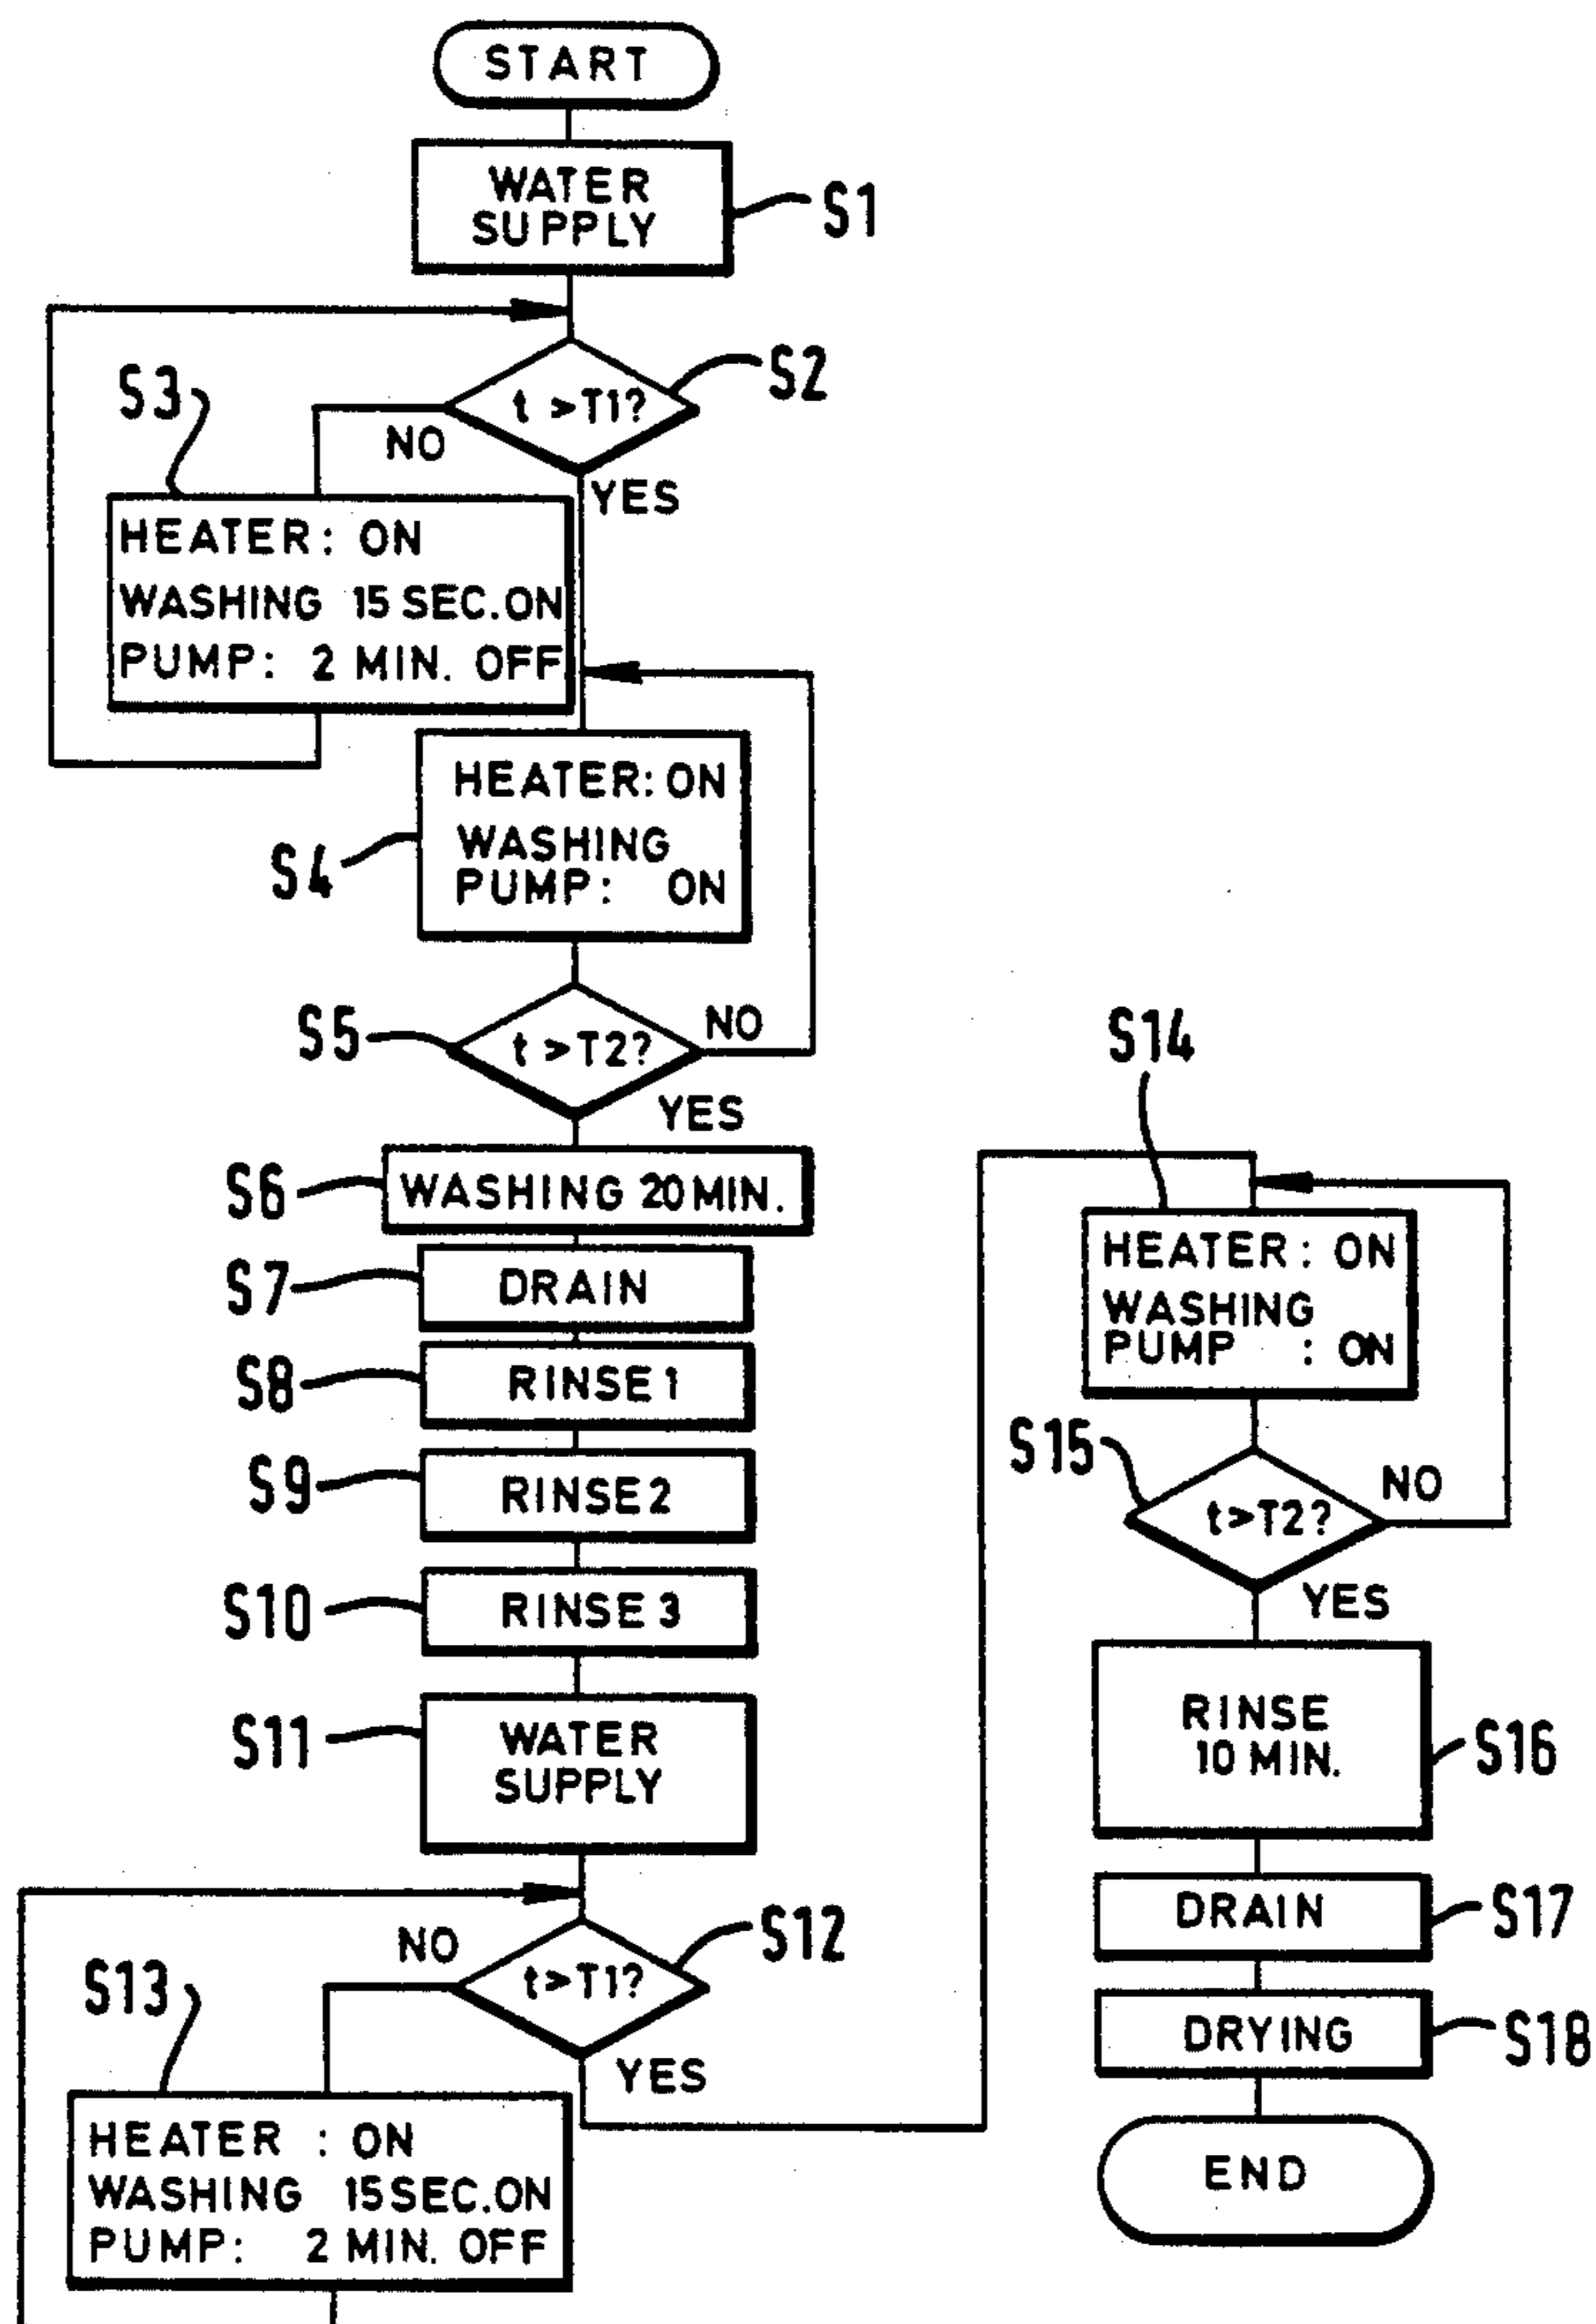 START
WATER
SUPPLY
S1
S2
t >T1?
S3
NO
YES
HEATER: ON
WASHING 15 SEC.ON
PUMP: 2 MIN. OFF
HEATER: ON
WASHING
PUMP: ON
S4
S5
t >T2?
NO
YES
S6
WASHING 20 MIN.
S7
DRAIN
S8
RINSE 1
S9
RINSE 2
S10
RINSE 3
S11
WATER
SUPPLY
NO
S12
t>T1?
S13
YES
HEATER : ON
WASHING 15SEC.ON
PUMP: 2 MIN. OFF
S14
HEATER : ON
WASHING
PUMP : ON
S15
t>T2?
NO
YES
RINSE
10 MIN.
S16
DRAIN
S17
DRYING
S18
END